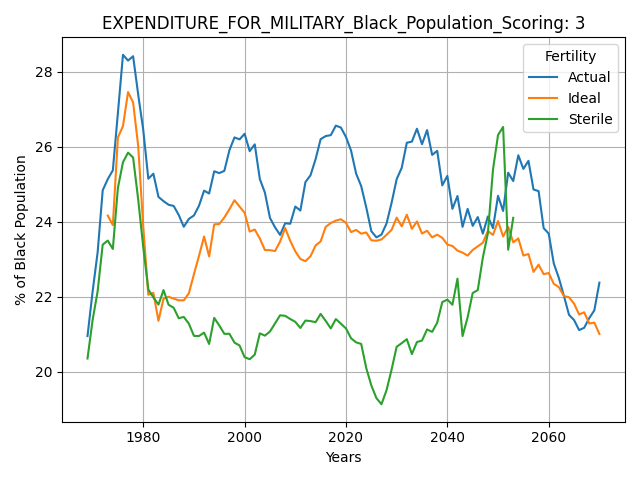 EXPENDITURE_FOR_MILITARY_Black_Population_Scoring: 3
Fertility
Actual
Ideal
Sterile
% of Black Population
28
26
24
22
20
1980 2000 2020 2040 2060
Years